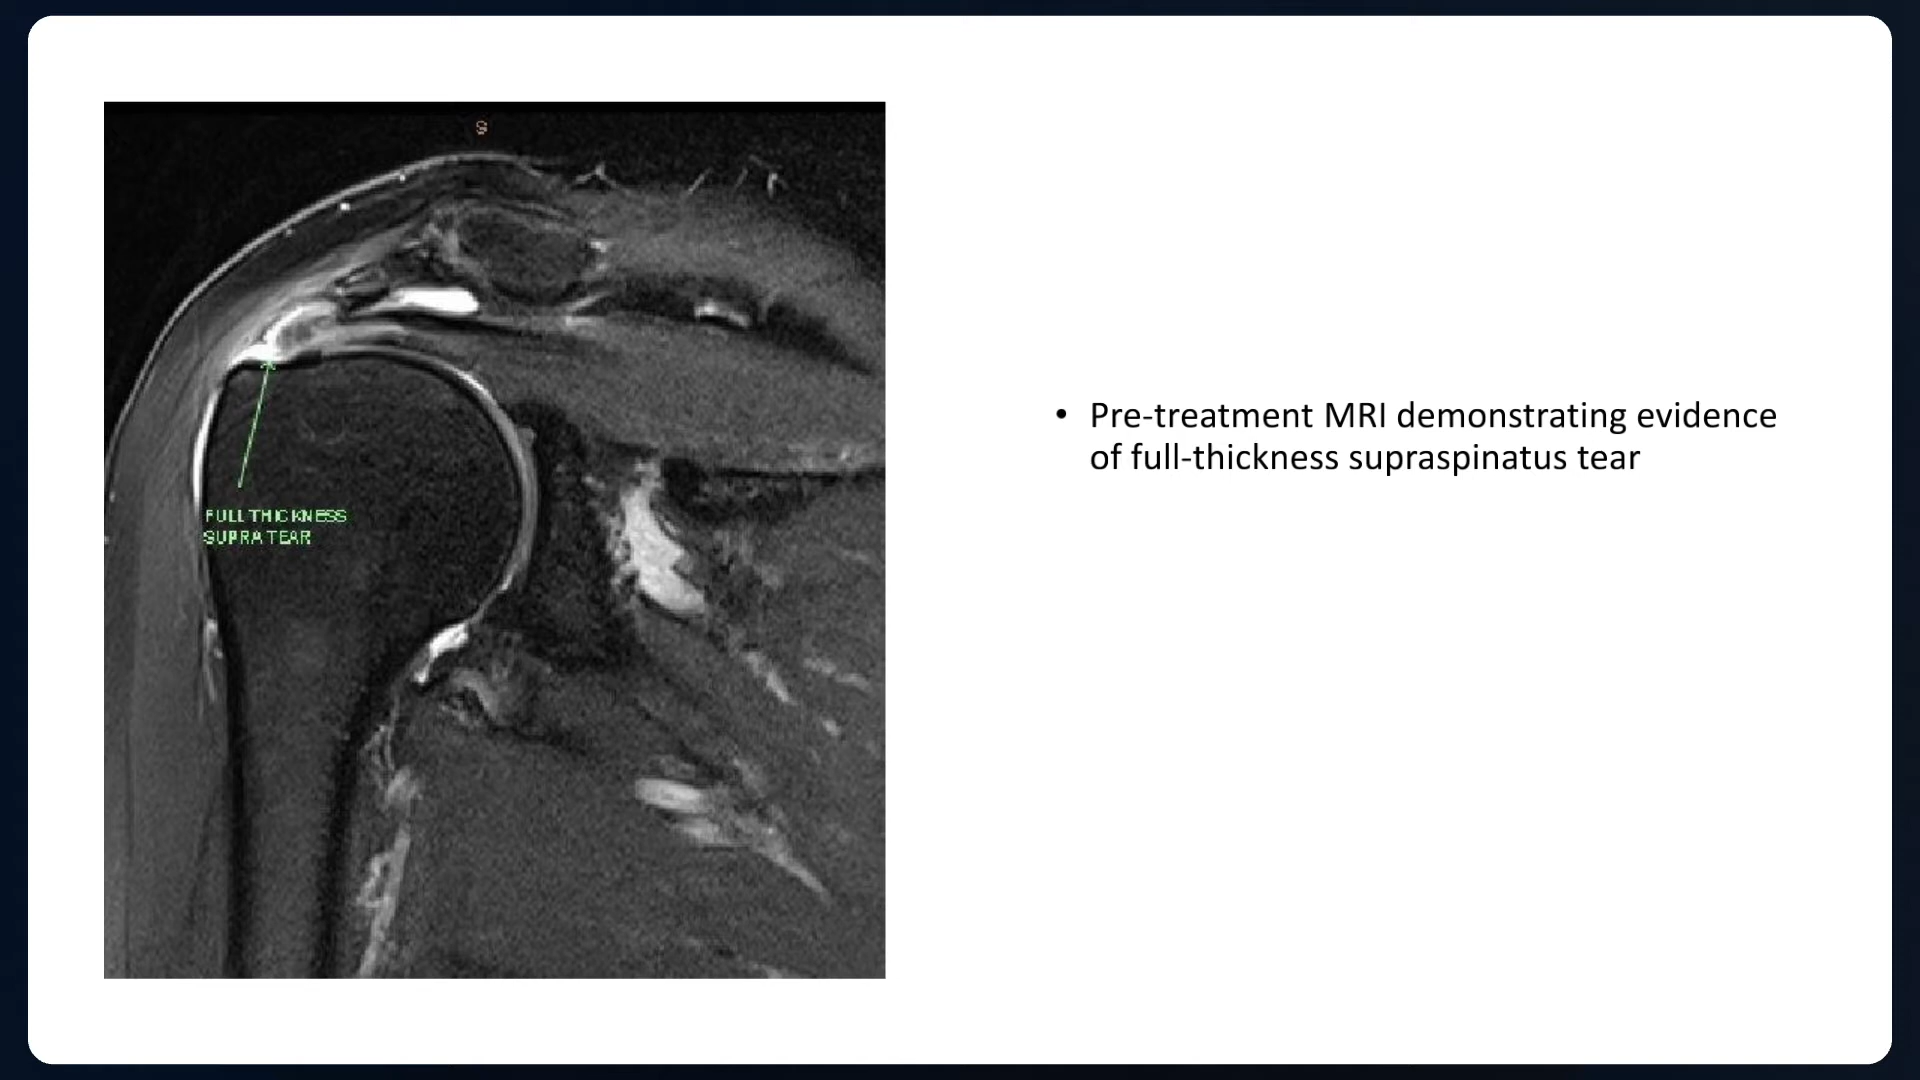 S
FULL THICKNESS
SUPRA TEAR
• Pre-treatment MRI demonstrating evidence
of full-thickness supraspinatus tear